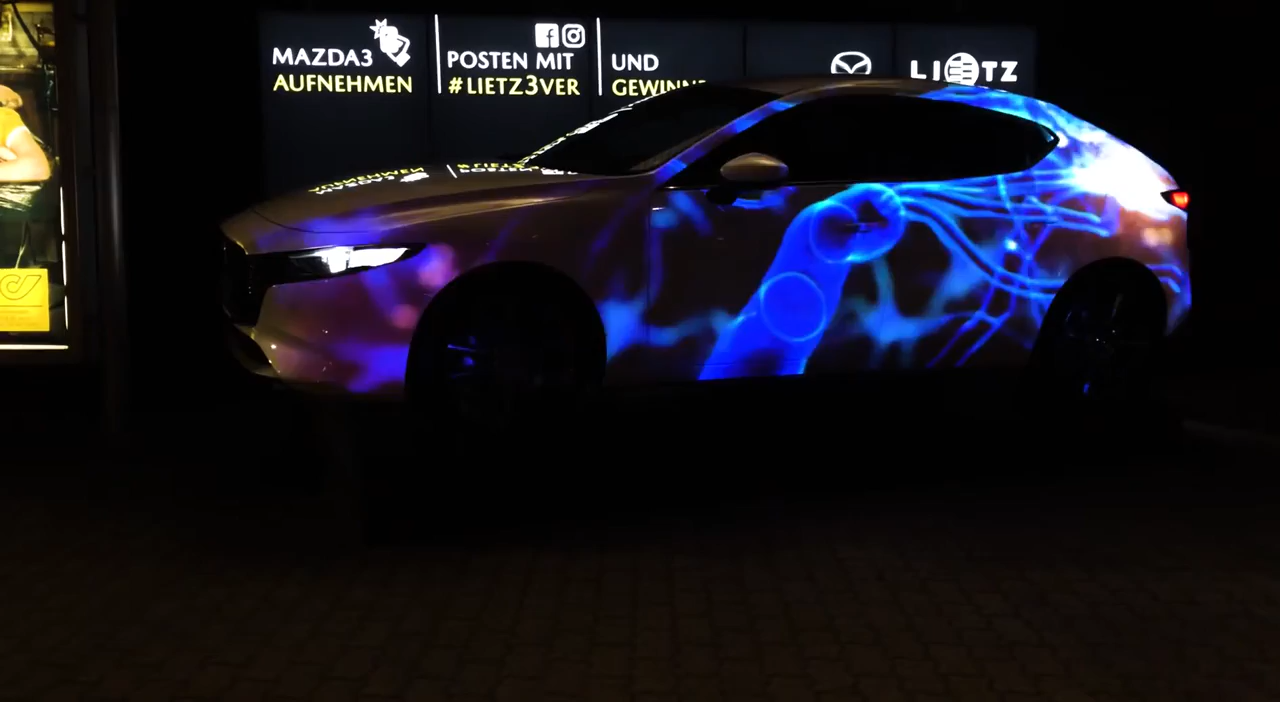 MAZDA3
AUFNEHMEN
POSTEN MIT
#LIETZ3VER
UND
LIETZ